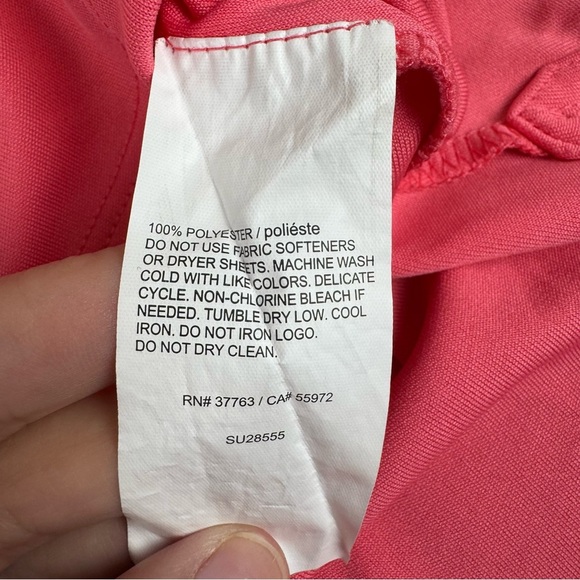 100% POLYESTER / poliéste
DO NOT USE FABRIC SOFTENERS
OR DRYER SHEETS. MACHINE WASH
COLD WITH LIKE COLORS. DELICATE
CYCLE. NON-CHLORINE BLEACH IF
NEEDED. TUMBLE DRY LOW. COOL
IRON. DO NOT IRON LOGO.
DO NOT DRY CLEAN.
RN# 37763 / CA# 55972
SU28555